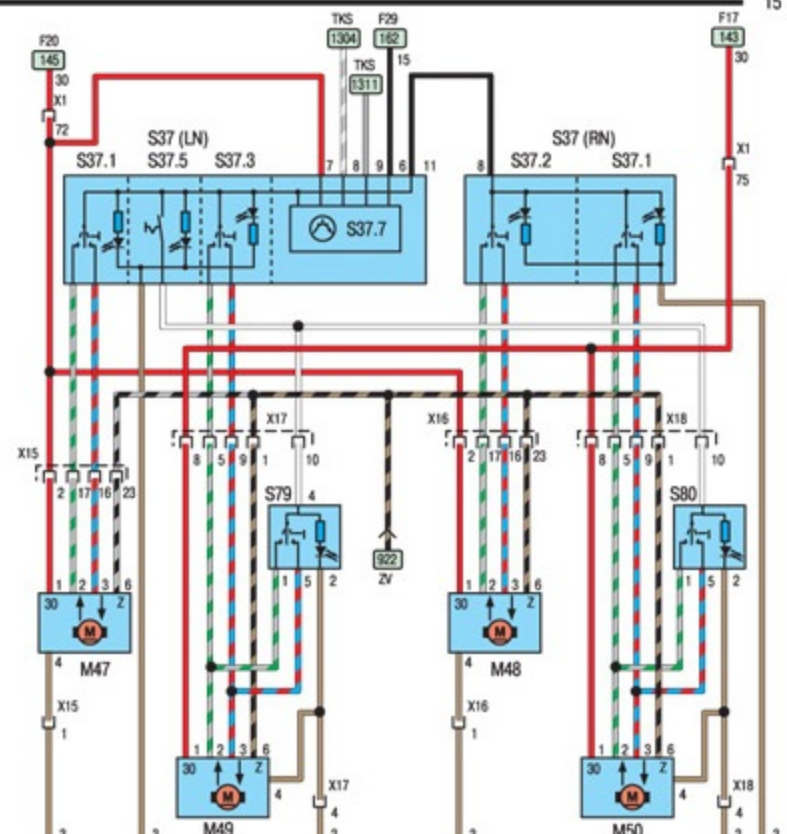 15
TKS F29 F17
F20 1304 162 143
145 TKS 15 30
30 1311
X1
72 S37 (LN) S37 (RN) X1
S37.1 S37.5 S37.3 7 8 9 6 11 8 S37.2 S37.1 75
S37.7
X17 X16 X18
X15 8 5 9 1 10 2 17 16 23 8 5 9 1 10
2 17 16 23 S79 4 S80
922
ZV
1 5 2 1 5 2
1 2 3 6 1 2 3 6
30 Z 30 Z
M M
4 M47 4 M48
X15 X16
1 1
1 2 3 6 1 2 3 6
30 Z 30 Z
M 4 X17 M 4 X18
4 4
M49 M50